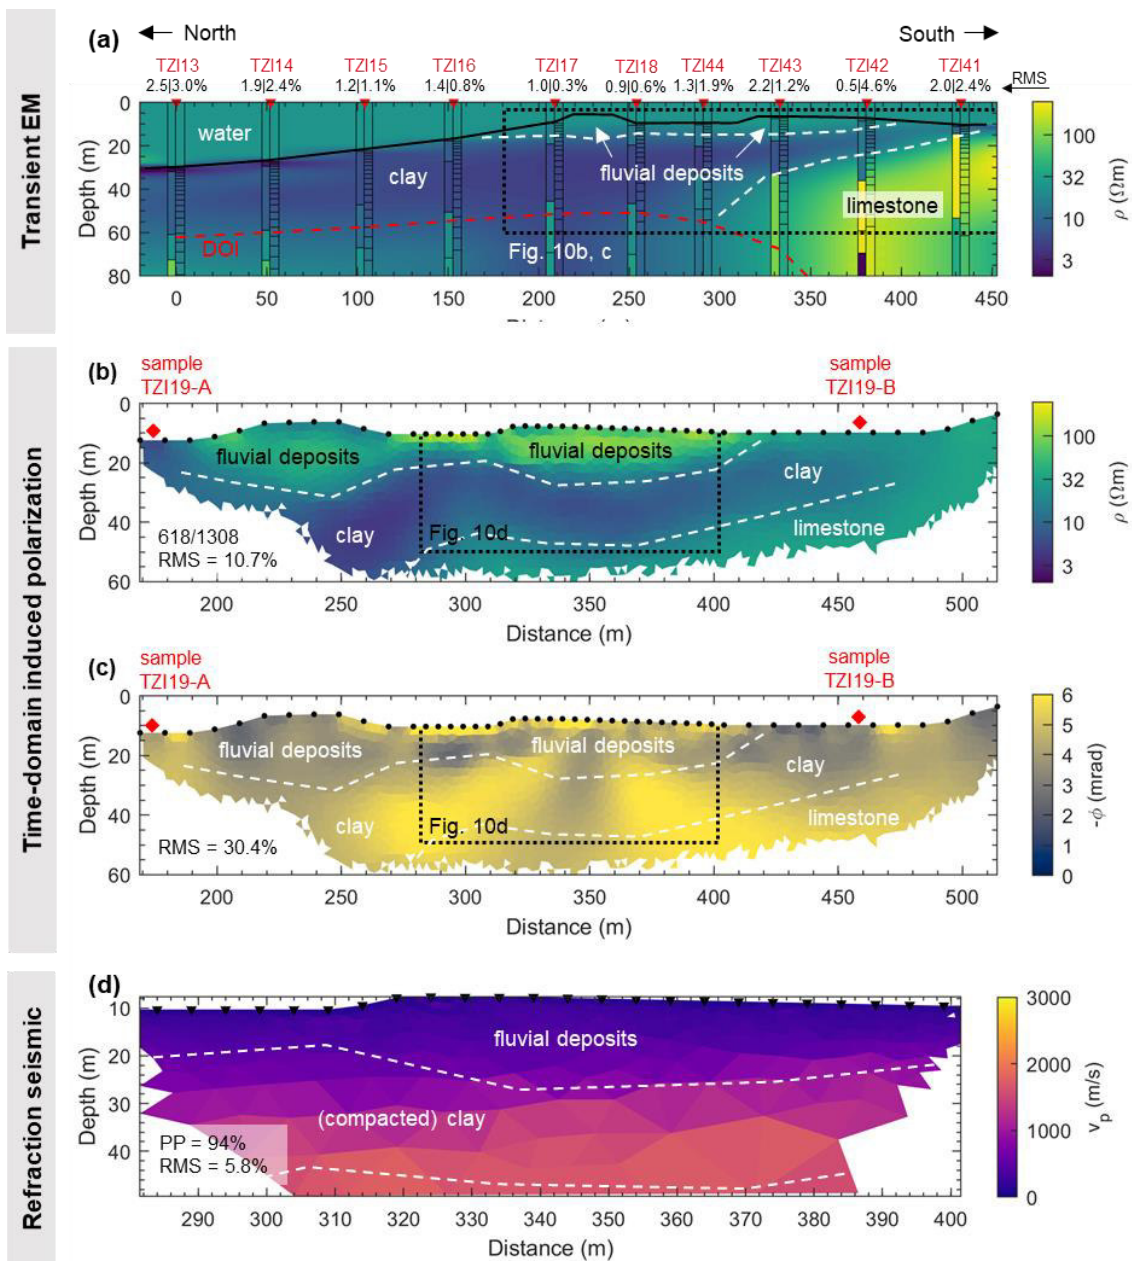 (a)
North
South
TZI13 TZI14 TZI15 TZI16 TZI17 TZI18 TZI44 TZI43 TZI42 TZI41
2.5|3.0% 1.9|2.4% 1.2|1.1% 1.4|0.8% 1.0|0.3% 0.9|0.6% 1.3|1.9% 2.2|1.2% 0.5|4.6% 2.0|2.4%
RMS
Transient EM
Depth (m)
0
20
40
60
80
water
clay
fluvial deposits
limestone
DOI
Fig. 10b, c
0 50 100 150 200 250 300 350 400 450
ρ (Ωm)
100
32
10
3
Time-domain induced polarization
(b)
sample
TZI19-A
sample
TZI19-B
Depth (m)
0
20
40
60
fluvial deposits
fluvial deposits
clay
clay
limestone
Fig. 10d
618/1308
RMS = 10.7%
200 250 300 350 400 450 500
Distance (m)
ρ (Ωm)
100
32
10
3
(c)
sample
TZI19-A
sample
TZI19-B
Depth (m)
0
20
40
60
fluvial deposits
fluvial deposits
clay
clay
limestone
Fig. 10d
RMS = 30.4%
200 250 300 350 400 450 500
Distance (m)
-ϕ (mrad)
6
5
4
3
2
1
0
Refraction seismic
(d)
Depth (m)
10
20
30
40
fluvial deposits
(compacted) clay
PP = 94%
RMS = 5.8%
290 300 310 320 330 340 350 360 370 380 390 400
Distance (m)
vp (m/s)
3000
2000
1000
0